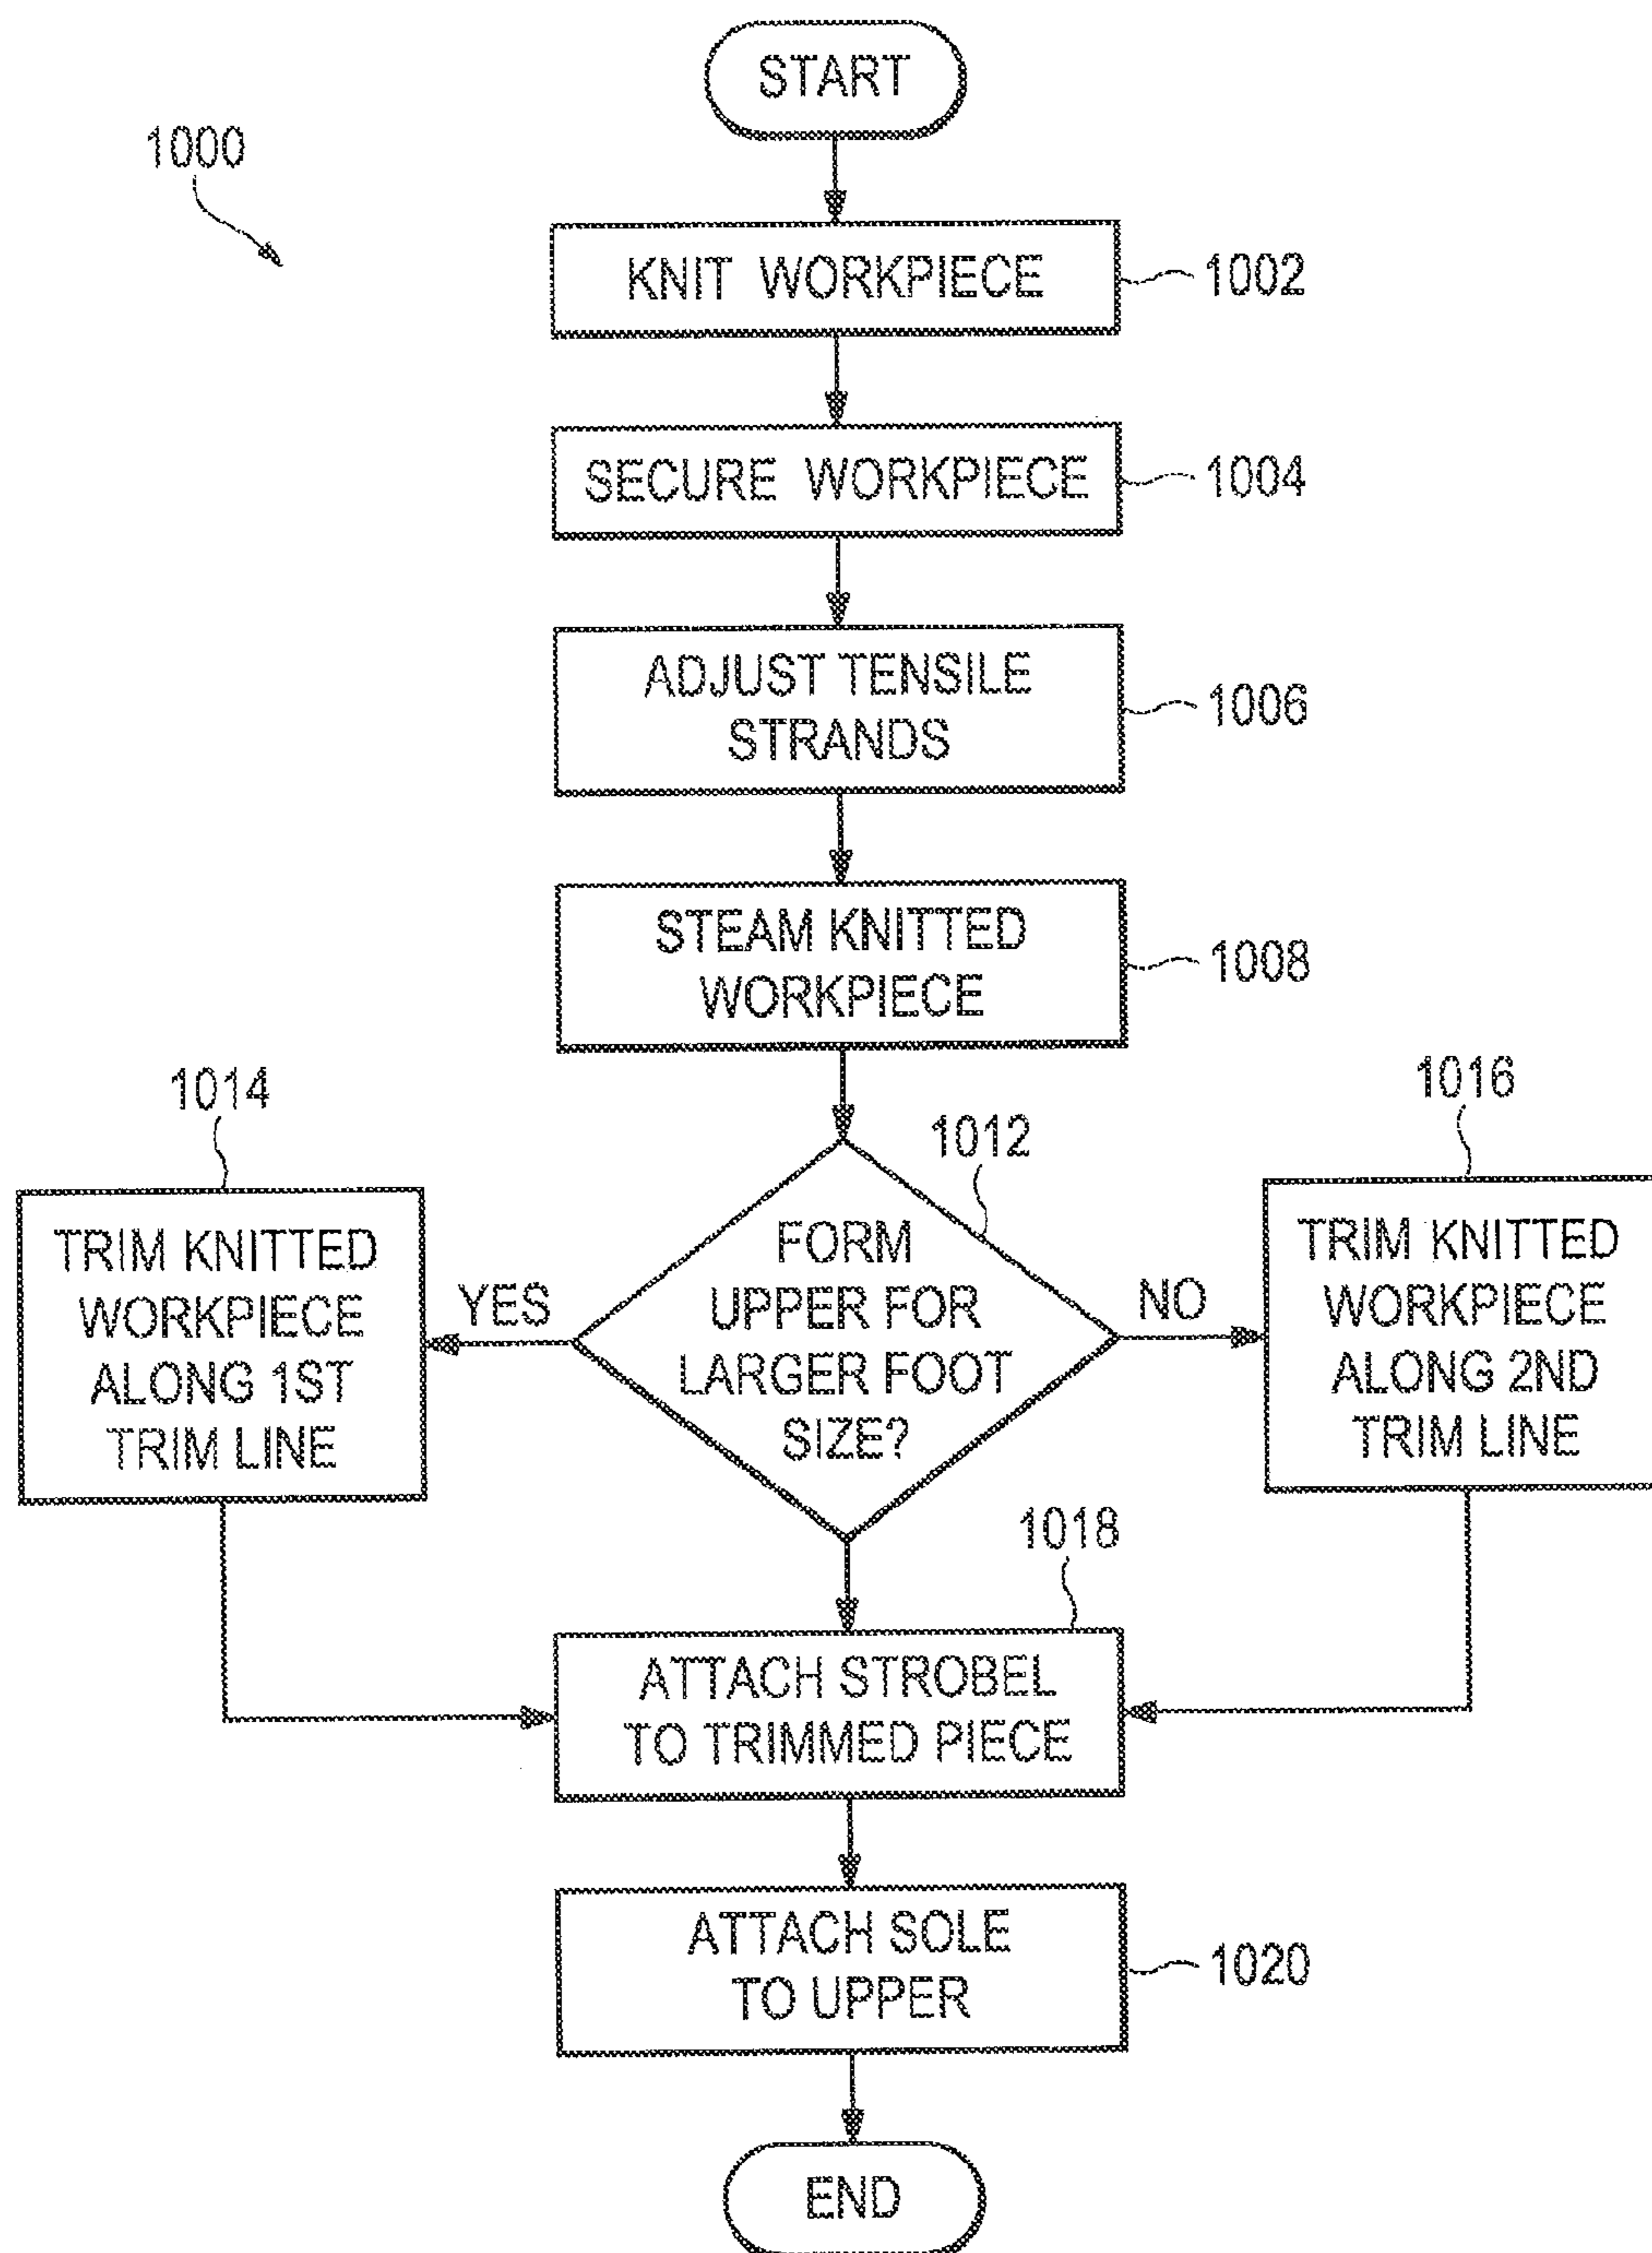 START
1000
KNIT WORKPIECE
1002
SECURE WORKPIECE
1004
ADJUST TENSILE
STRANDS
1006
STEAM KNITTED
WORKPIECE
1008
1014
TRIM KNITTED
WORKPIECE
ALONG 1ST
TRIM LINE
YES
1012
FORM
UPPER FOR
LARGER FOOT
SIZE?
NO
1016
TRIM KNITTED
WORKPIECE
ALONG 2ND
TRIM LINE
1018
ATTACH STROBEL
TO TRIMMED PIECE
ATTACH SOLE
TO UPPER
1020
END